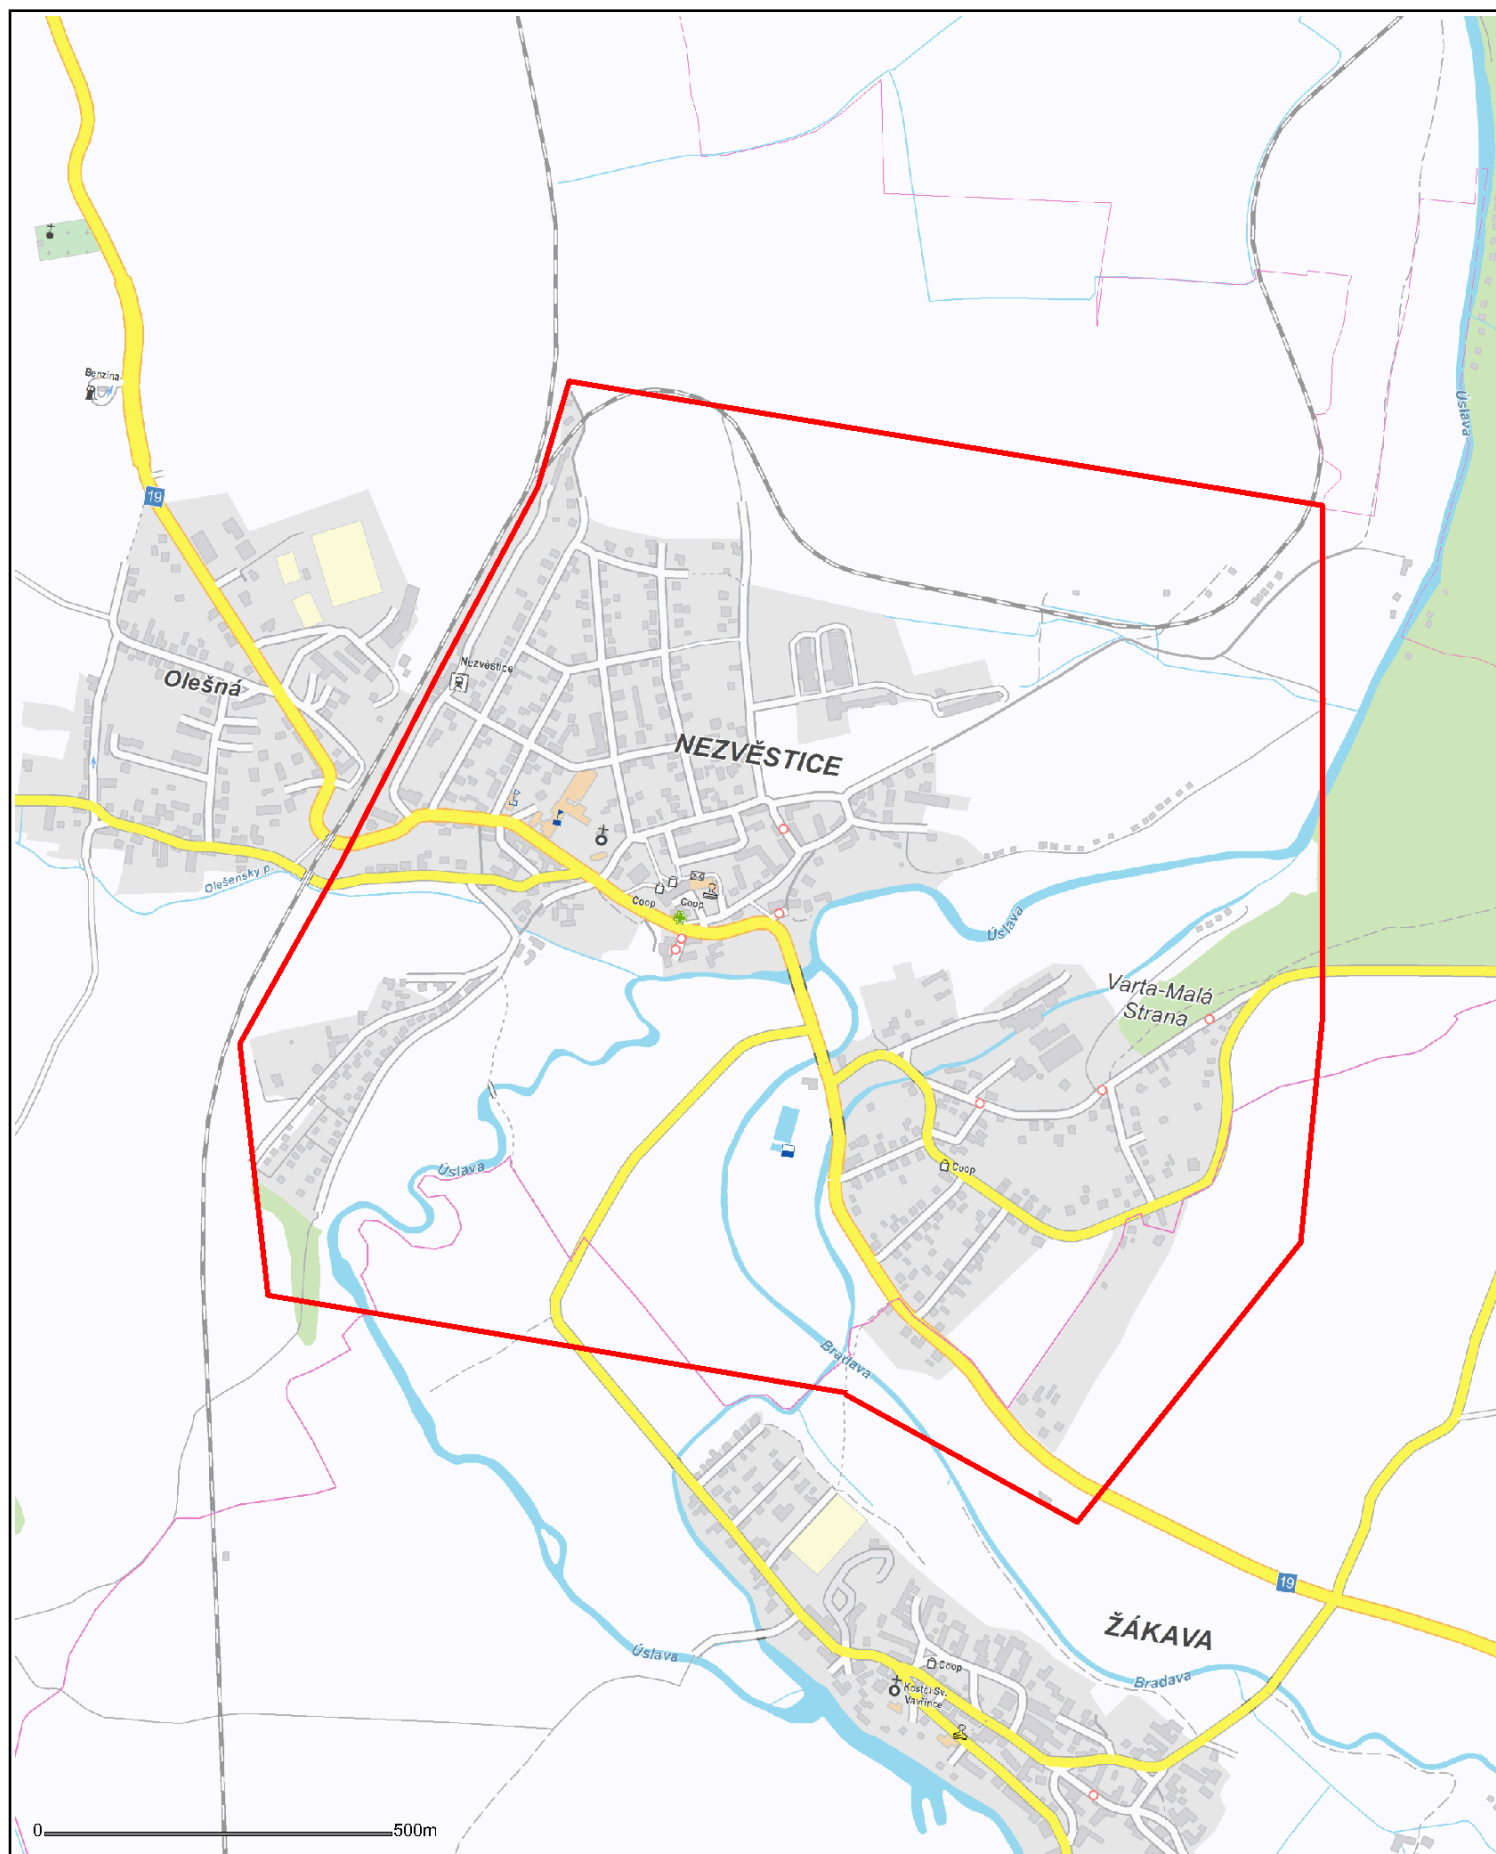 Benzina
Úslava
19
Olešná
Nezvěstice
NEZVĚSTICE
Olešenský p.
Coop
Coop
Úslava
Varta-Malá
Strana
Úslava
Coop
Bradava
19
ŽÁKAVA
Úslava
Coop
Kostel Sv.
Vavřince
Bradava
0
500m